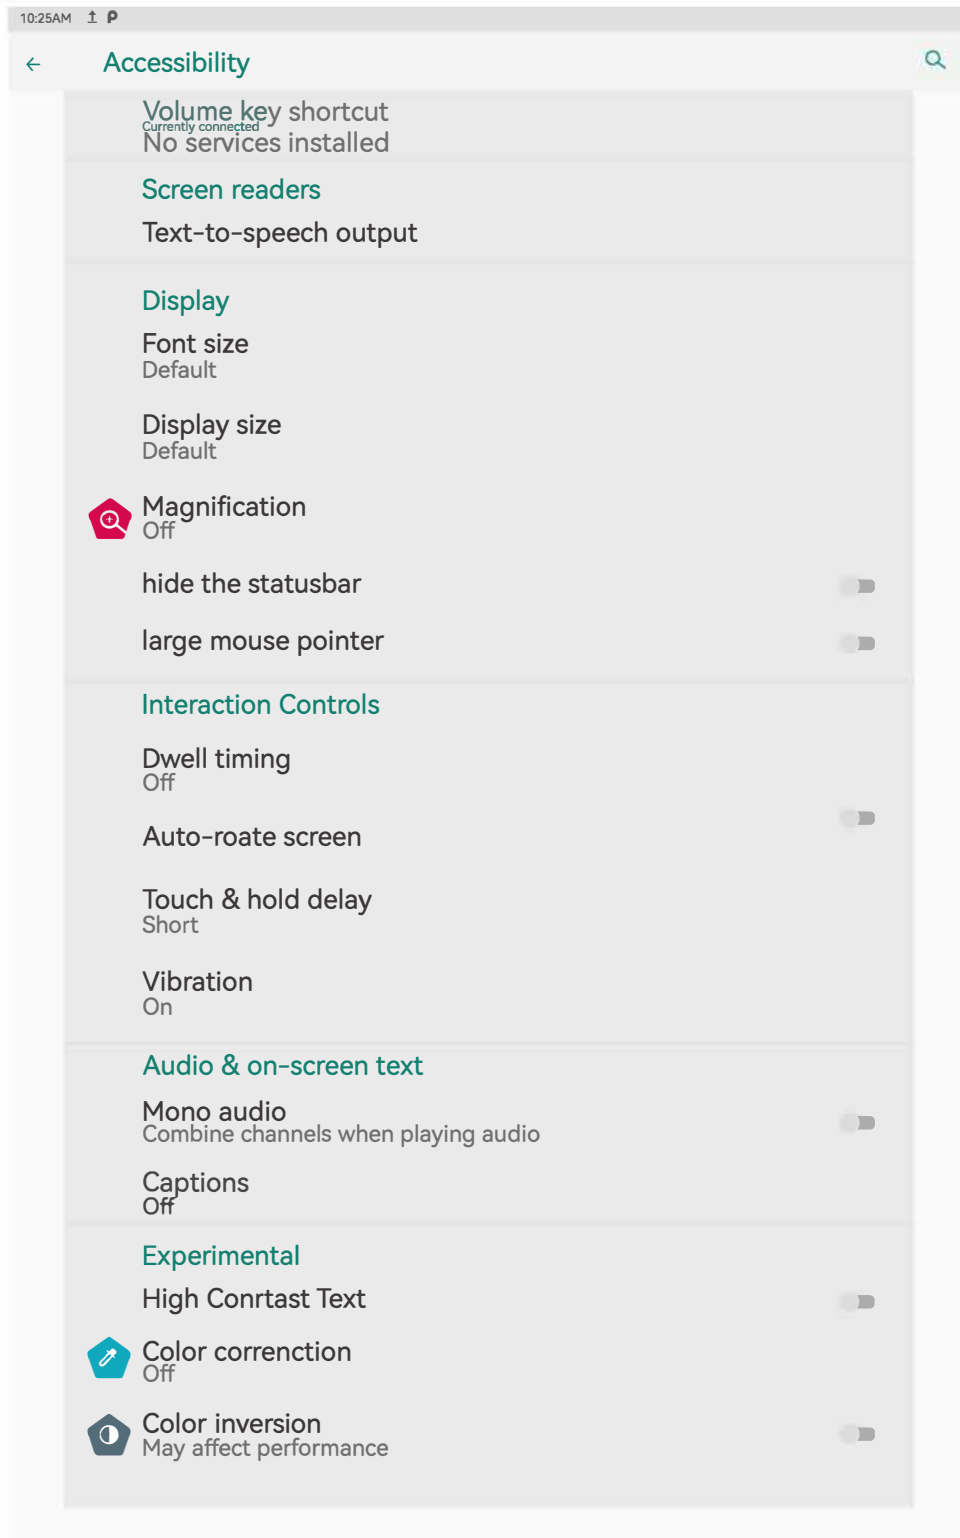 10:25AM
Accessibility
Volume key shortcut
Currently connected
No services installed
Screen readers
Text-to-speech output
Display
Font size
Default
Display size
Default
Magnification
Off
hide the statusbar
large mouse pointer
Interaction Controls
Dwell timing
Off
Auto-roate screen
Touch & hold delay
Short
Vibration
On
Audio & on-screen text
Mono audio
Combine channels when playing audio
Captions
Off
Experimental
High Conrtast Text
Color correnction
Off
Color inversion
May affect performance